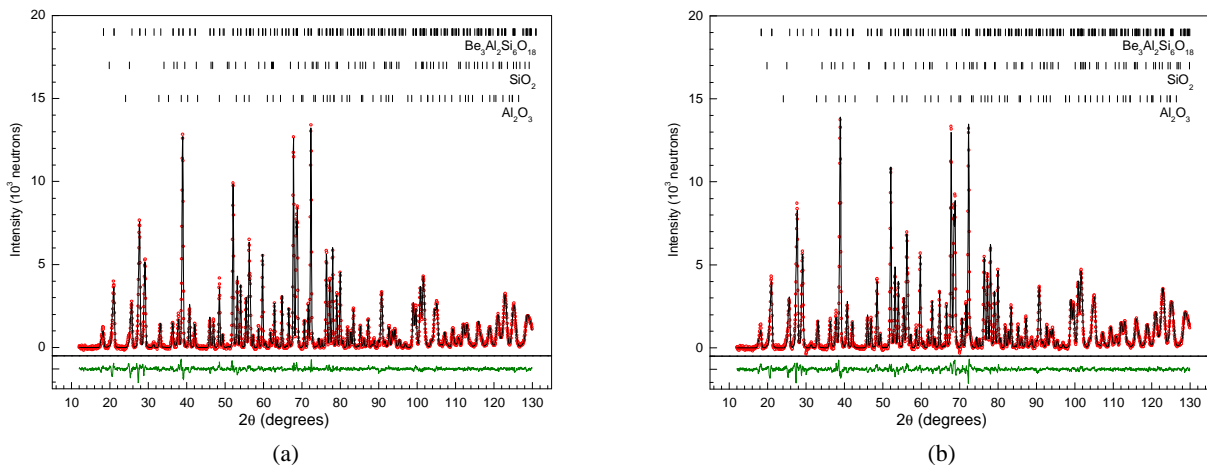 20
15
10
5
0
Intensity (10³ neutrons)
Be₃Al₂Si₆O₁₈
SiO₂
Al₂O₃
10 20 30 40 50 60 70 80 90 100 110 120 130
2θ (degrees)
(a)
20
15
10
5
0
Intensity (10³ neutrons)
Be₃Al₂Si₆O₁₈
SiO₂
Al₂O₃
10 20 30 40 50 60 70 80 90 100 110 120 130
2θ (degrees)
(b)